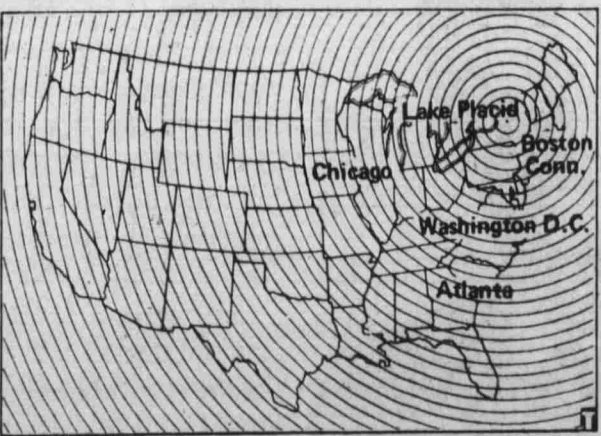 Lake Placid
Boston
Conn.
Chicago
Washington D.C.
Atlanta